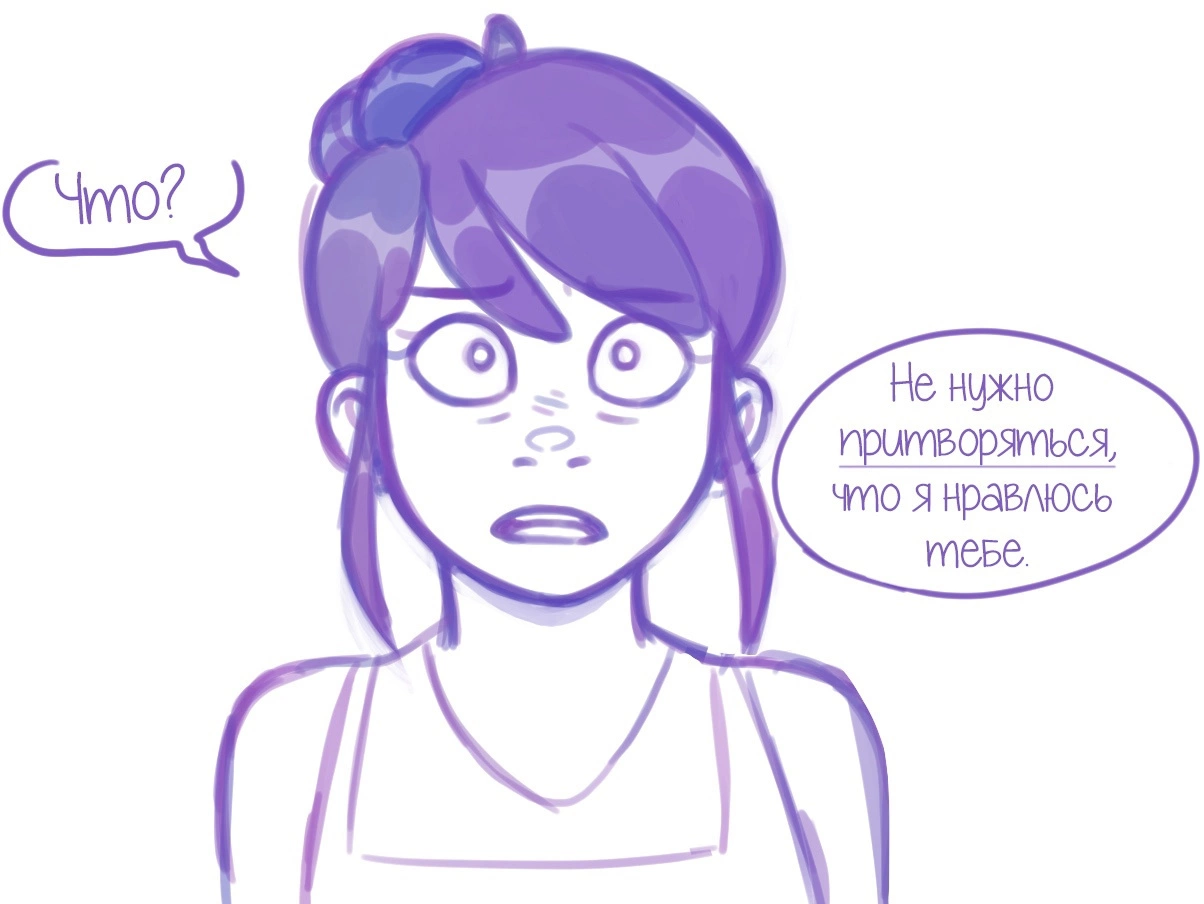 Что?
Не нужно
притворяться,
что я нравлюсь
тебе.